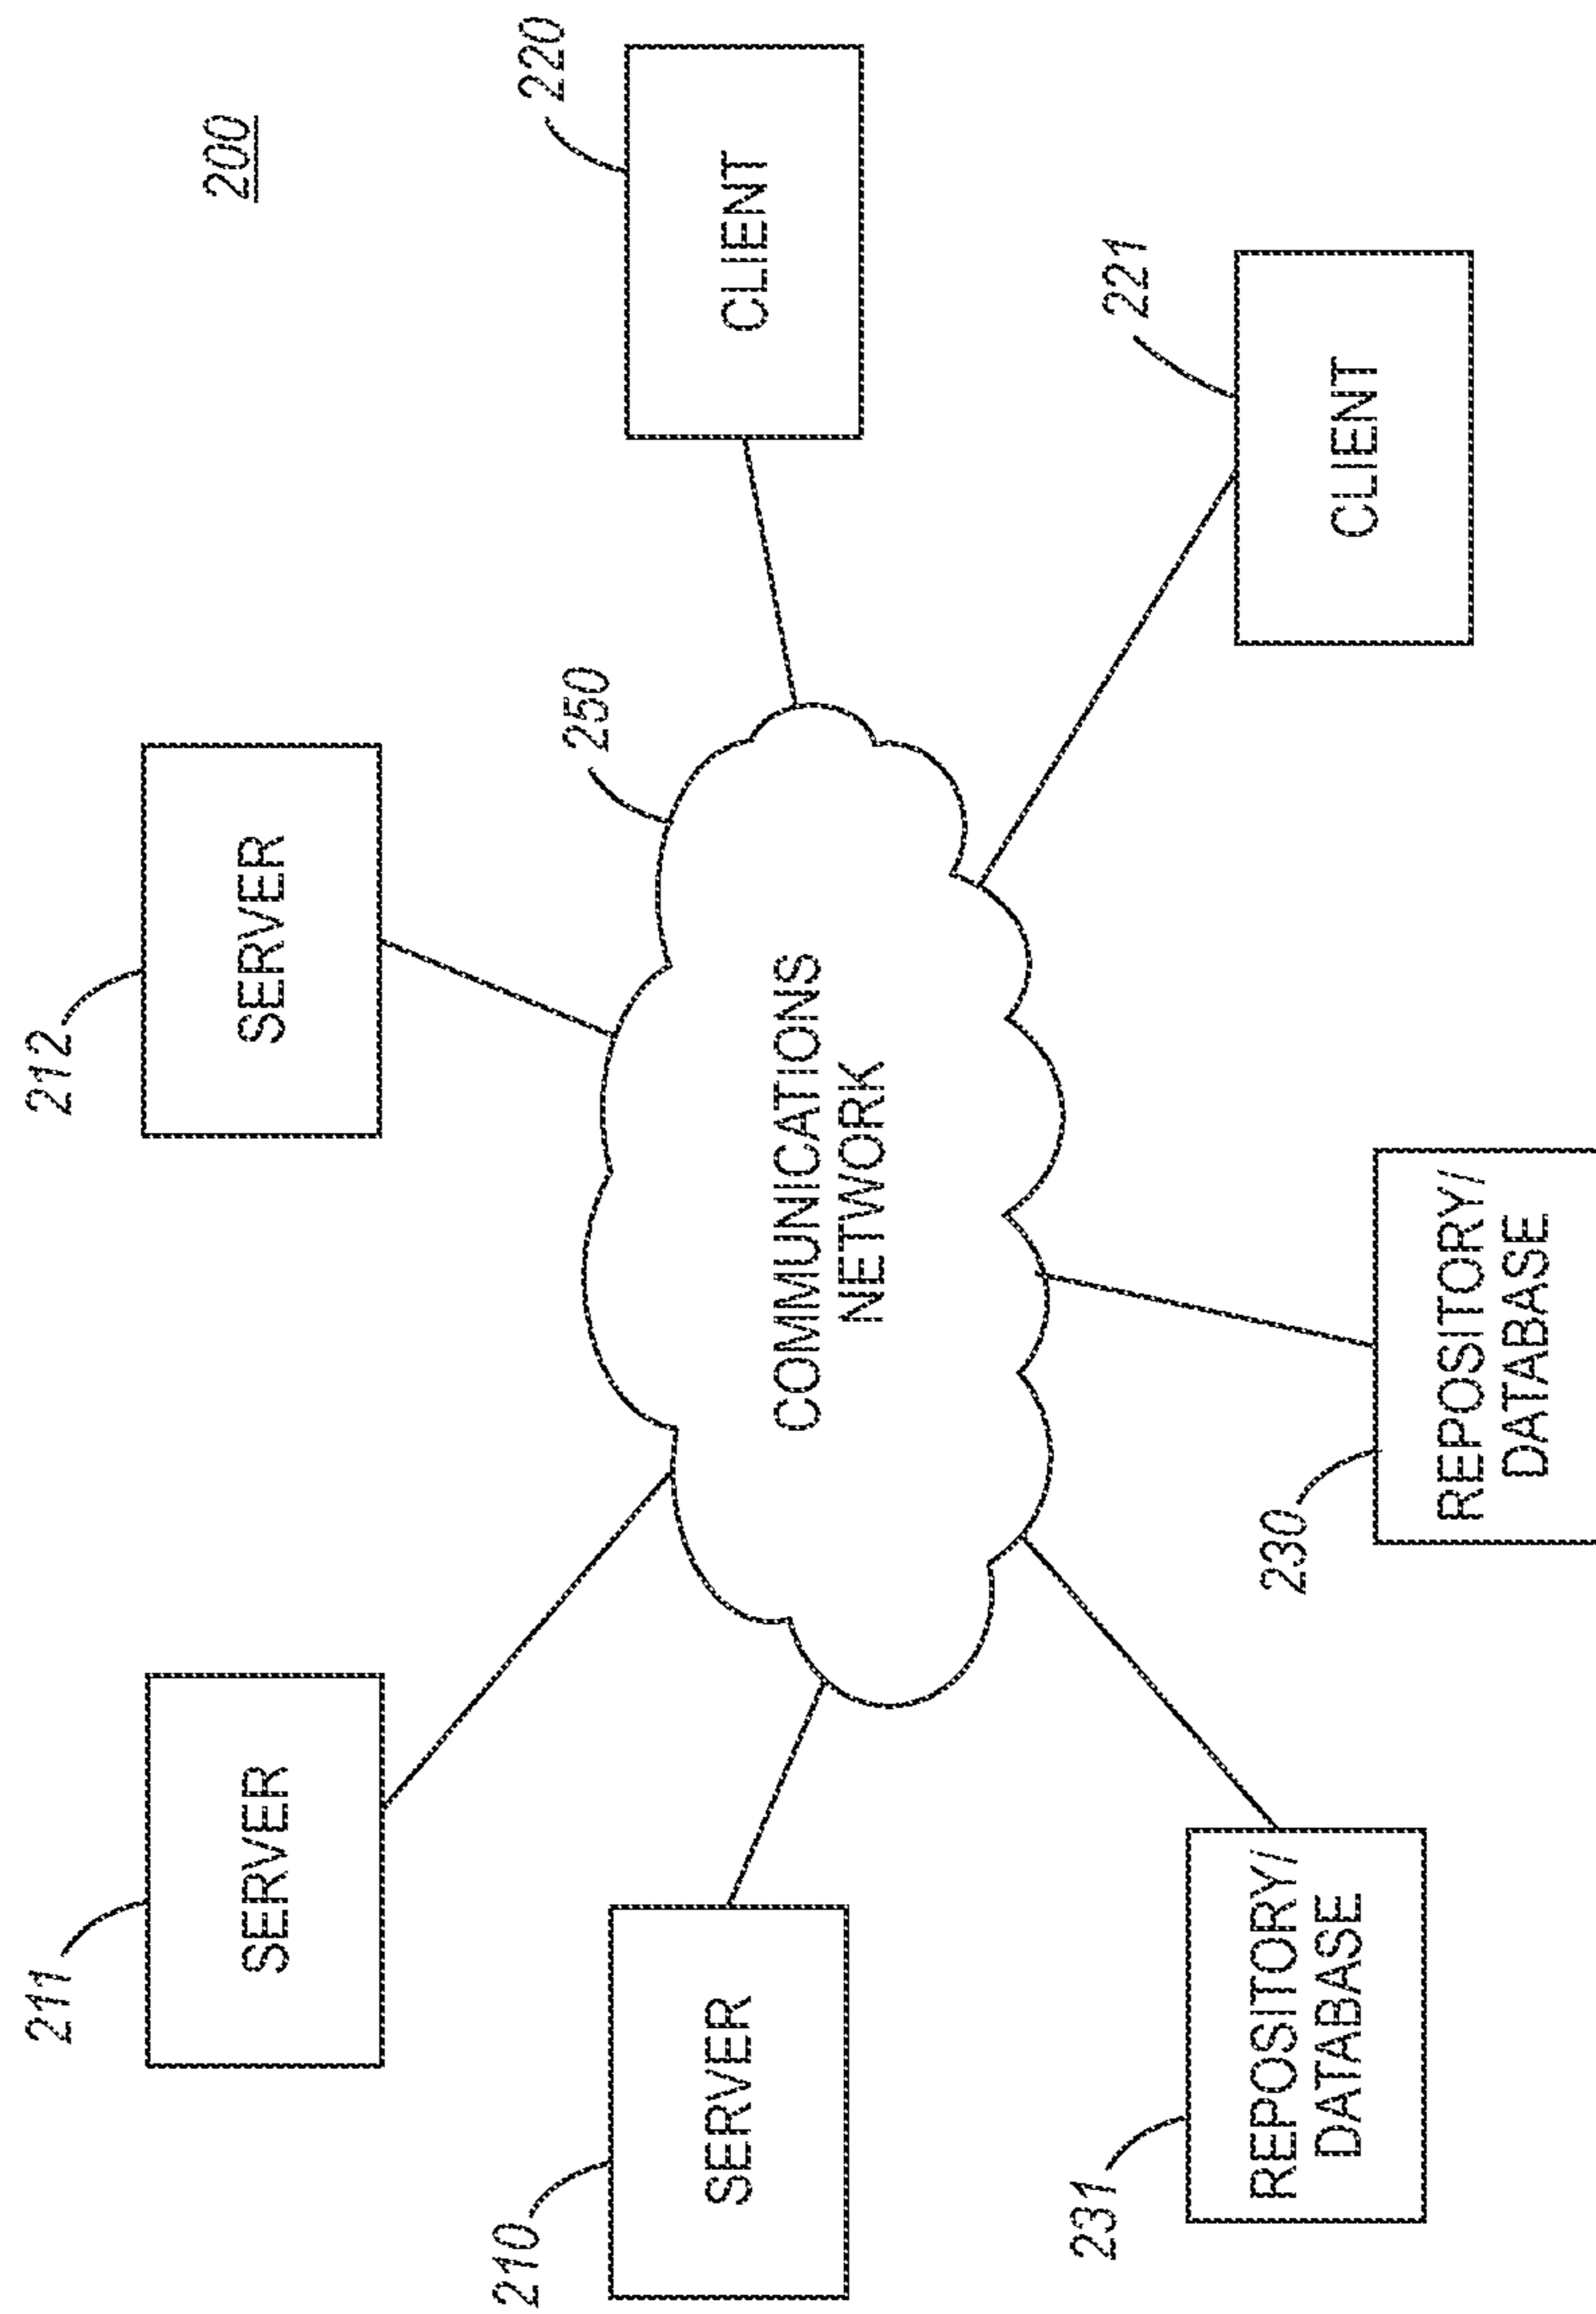 200
212
SERVER
211
SERVER
250
220
CLIENT
210
SERVER
COMMUNICATIONS
NETWORK
221
CLIENT
231
REPOSITORY/
DATABASE
230
REPOSITORY/
DATABASE